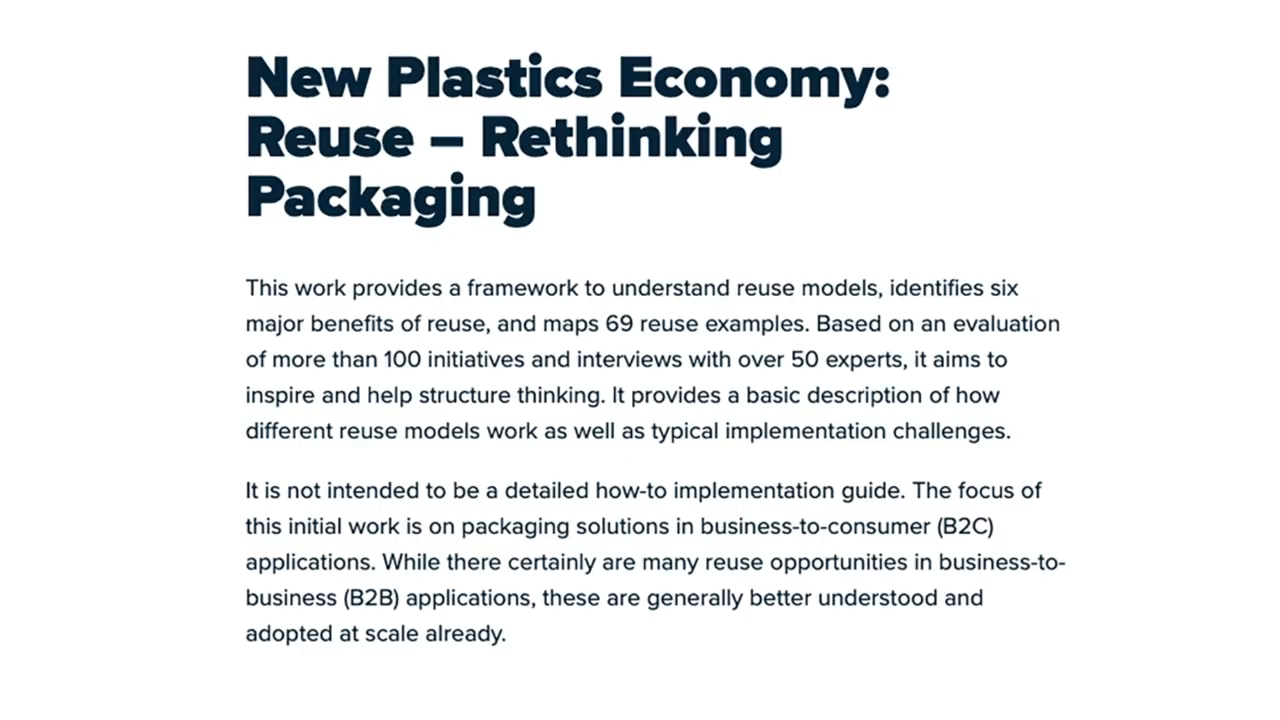 New Plastics Economy:
Reuse – Rethinking
Packaging
This work provides a framework to understand reuse models, identifies six
major benefits of reuse, and maps 69 reuse examples. Based on an evaluation
of more than 100 initiatives and interviews with over 50 experts, it aims to
inspire and help structure thinking. It provides a basic description of how
different reuse models work as well as typical implementation challenges.
It is not intended to be a detailed how-to implementation guide. The focus of
this initial work is on packaging solutions in business-to-consumer (B2C)
applications. While there certainly are many reuse opportunities in business-to-
business (B2B) applications, these are generally better understood and
adopted at scale already.